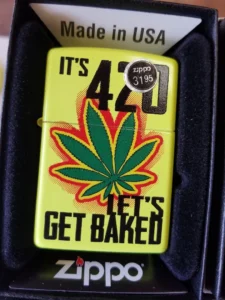 Made in USA
IT'S
420
zippo
3195
LET'S
GET BAKED
zippo